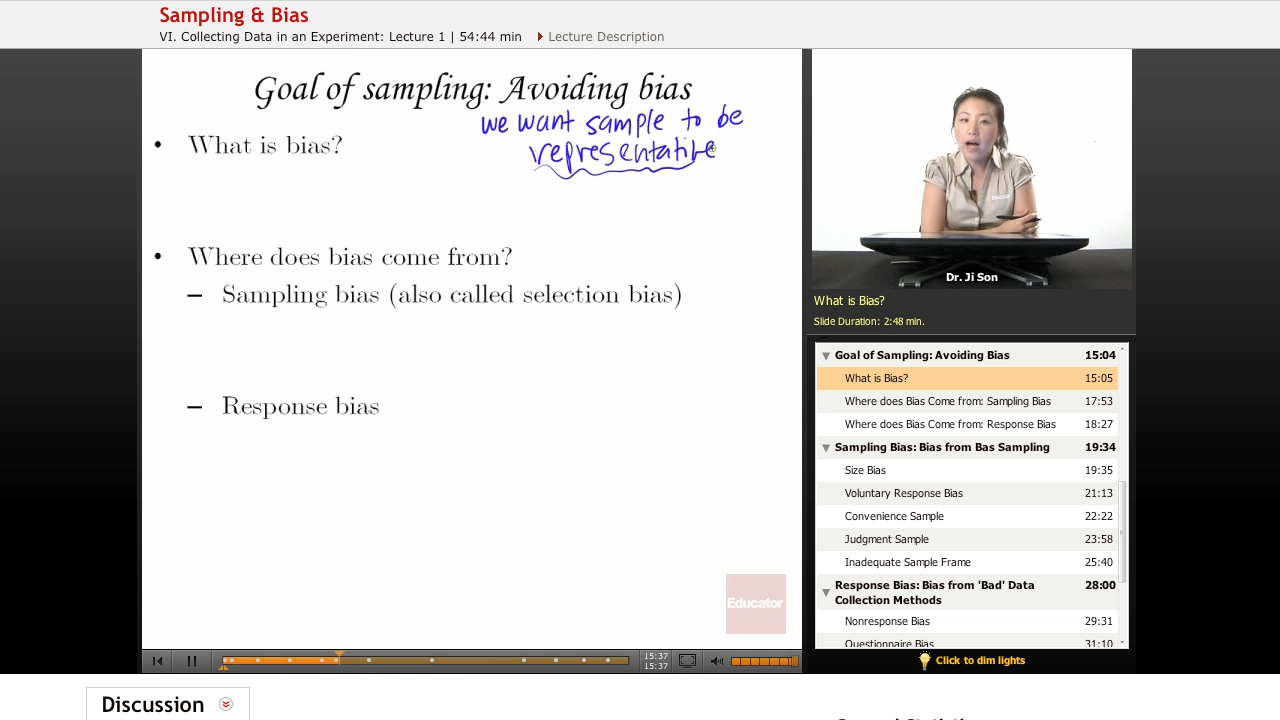 Sampling & Bias
VI. Collecting Data in an Experiment: Lecture 1 | 54:44 min
Lecture Description
Goal of sampling: Avoiding bias
we want sample to be
representative
• What is bias?
• Where does bias come from?
– Sampling bias (also called selection bias)
– Response bias
Educator
15:37
15:37
Dr. Ji Son
What is Bias?
Slide Duration: 2:48 min.
Goal of Sampling: Avoiding Bias 15:04
What is Bias? 15:05
Where does Bias Come from: Sampling Bias 17:53
Where does Bias Come from: Response Bias 18:27
Sampling Bias: Bias from Bas Sampling 19:34
Size Bias 19:35
Voluntary Response Bias 21:13
Convenience Sample 22:22
Judgment Sample 23:58
Inadequate Sample Frame 25:40
Response Bias: Bias from 'Bad' Data 28:00
Collection Methods
Nonresponse Bias 29:31
Questionnaire Bias 31:10
Click to dim lights
Discussion